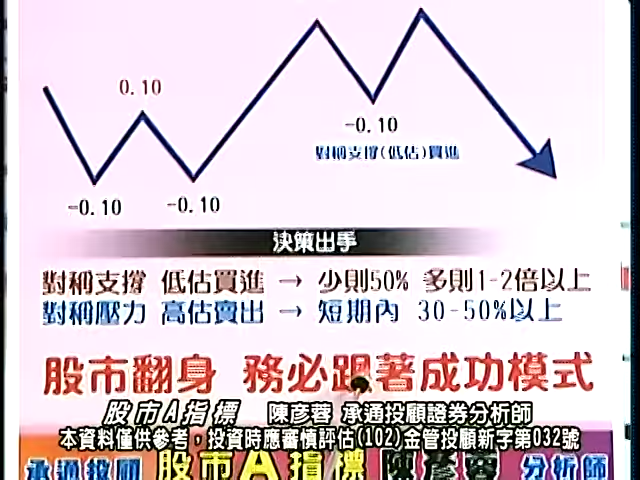 0.10
-0.10
-0.10
-0.10
對稱支撐(低估)買進
決策出手
對稱支撐 低估買進 → 少則50% 多則1-2倍以上
對稱壓力 高估賣出 → 短期內 30-50%以上
股市翻身 務必跟著成功模式
股市A指標 陳彥蓉 承通投顧證券分析師
本資料僅供參考，投資時應審慎評估(102)金管投顧新字第032號
承通投顧 股市A指標 陳彥蓉 分析師